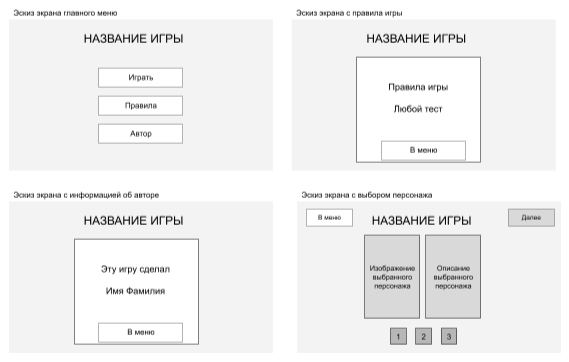 Эскиз экрана главного меню
НАЗВАНИЕ ИГРЫ
Играть
Правила
Автор
Эскиз экрана с правила игры
НАЗВАНИЕ ИГРЫ
Правила игры
Любой тест
В меню
Эскиз экрана с информацией об авторе
НАЗВАНИЕ ИГРЫ
Эту игру сделал
Имя Фамилия
В меню
Эскиз экрана с выбором персонажа
В меню
НАЗВАНИЕ ИГРЫ
Далее
Изображение
выбранного
персонажа
Описание
выбранного
персонажа
1
2
3